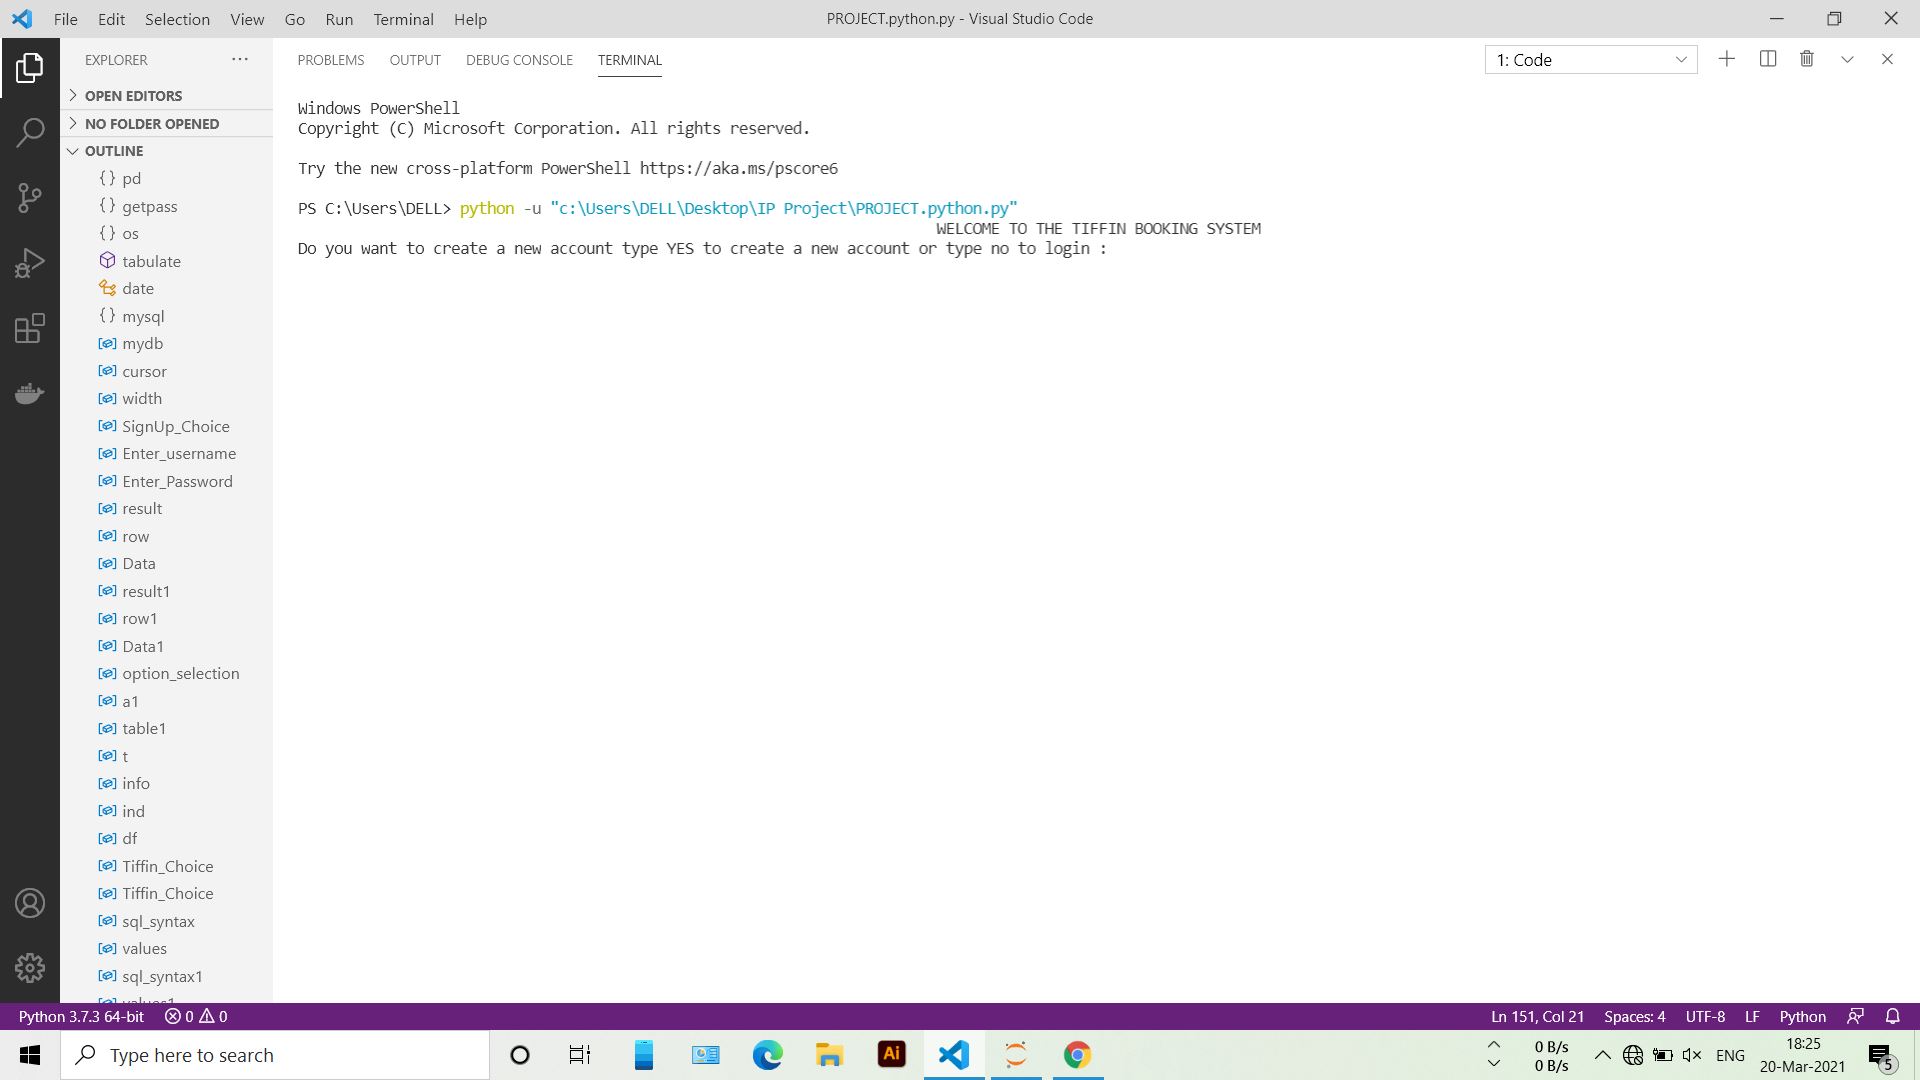 File Edit Selection View Go Run Terminal Help
PROJECT.python.py - Visual Studio Code
EXPLORER
OPEN EDITORS
NO FOLDER OPENED
OUTLINE
{} pd
{} getpass
{} os
tabulate
date
{} mysql
mydb
cursor
width
SignUp_Choice
Enter_username
Enter_Password
result
row
Data
result1
row1
Data1
option_selection
a1
table1
t
info
ind
df
Tiffin_Choice
Tiffin_Choice
sql_syntax
values
sql_syntax1
values1
PROBLEMS OUTPUT DEBUG CONSOLE TERMINAL
1: Code
Windows PowerShell
Copyright (C) Microsoft Corporation. All rights reserved.
Try the new cross-platform PowerShell https://aka.ms/pscore6
PS C:\Users\DELL> python -u "c:\Users\DELL\Desktop\IP Project\PROJECT.python.py"
WELCOME TO THE TIFFIN BOOKING SYSTEM
Do you want to create a new account type YES to create a new account or type no to login :
Python 3.7.3 64-bit 0 0
Ln 151, Col 21 Spaces: 4 UTF-8 LF Python
Type here to search
Ai
0 B/s
0 B/s
ENG
18:25
20-Mar-2021
5